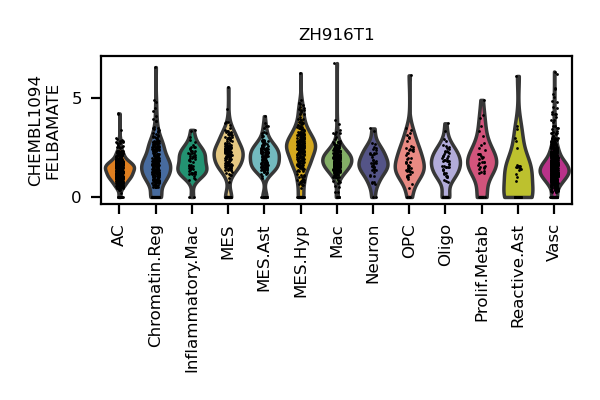 ZH916T1
CHEMBL1094
FELBAMATE
5
0
AC
Chromatin.Reg
Inflammatory.Mac
MES
MES.Ast
MES.Hyp
Mac
Neuron
OPC
Oligo
Prolif.Metab
Reactive.Ast
Vasc